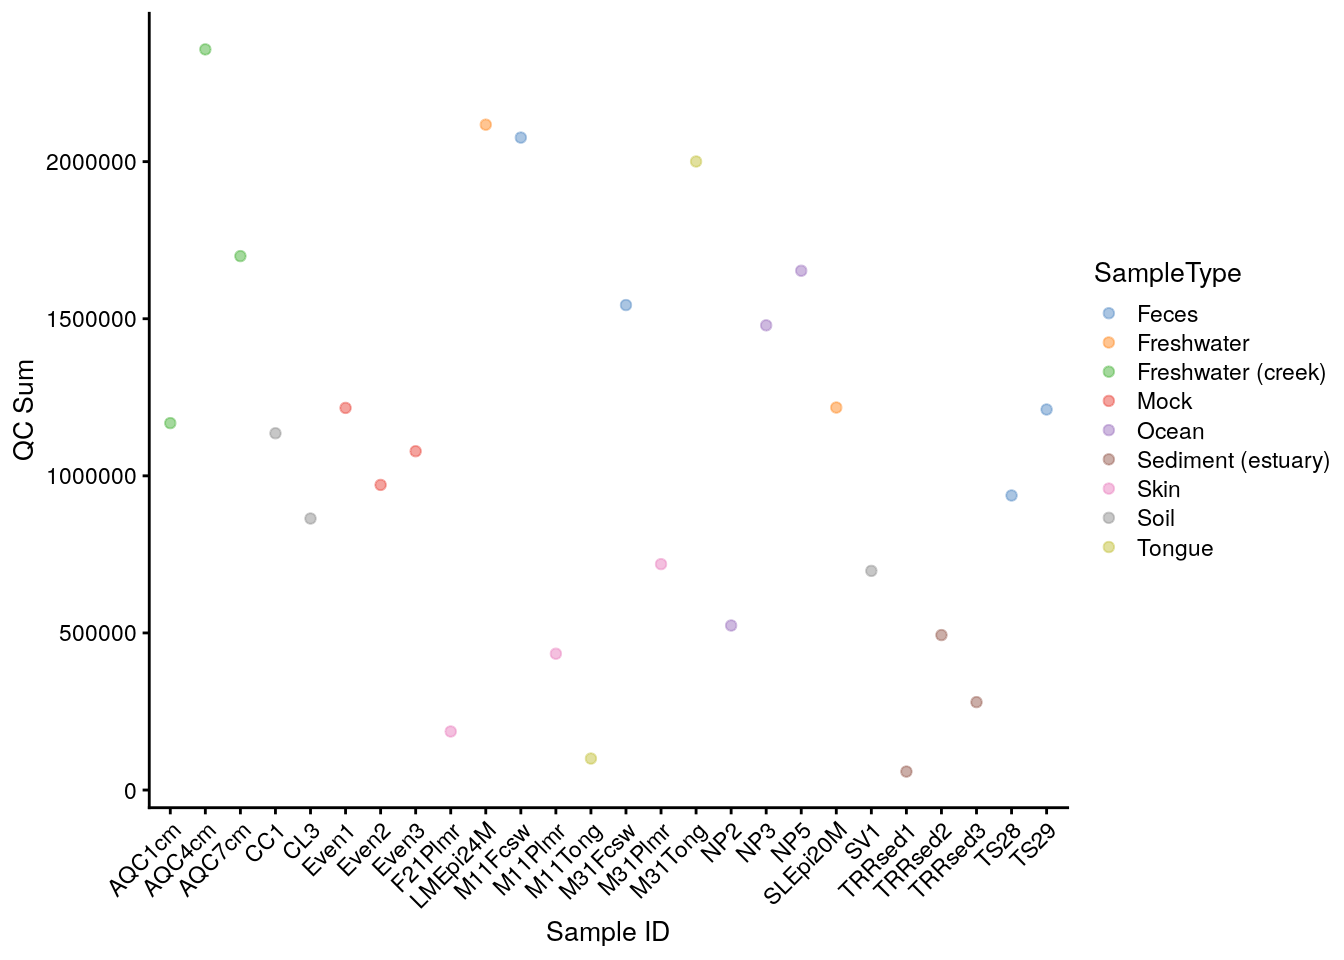 QC Sum
2000000
1500000
1000000
500000
0
AQC1cm
AQC4cm
AQC7cm
CC1
CL3
Even1
Even2
Even3
F21Plmr
LMEpi24M
M11Fcsw
M11Plmr
M11Tong
M31Fcsw
M31Plmr
M31Tong
NP2
NP3
NP5
SLEpi20M
SV1
TRRsed1
TRRsed2
TRRsed3
TS28
TS29
Sample ID
SampleType
Feces
Freshwater
Freshwater (creek)
Mock
Ocean
Sediment (estuary)
Skin
Soil
Tongue